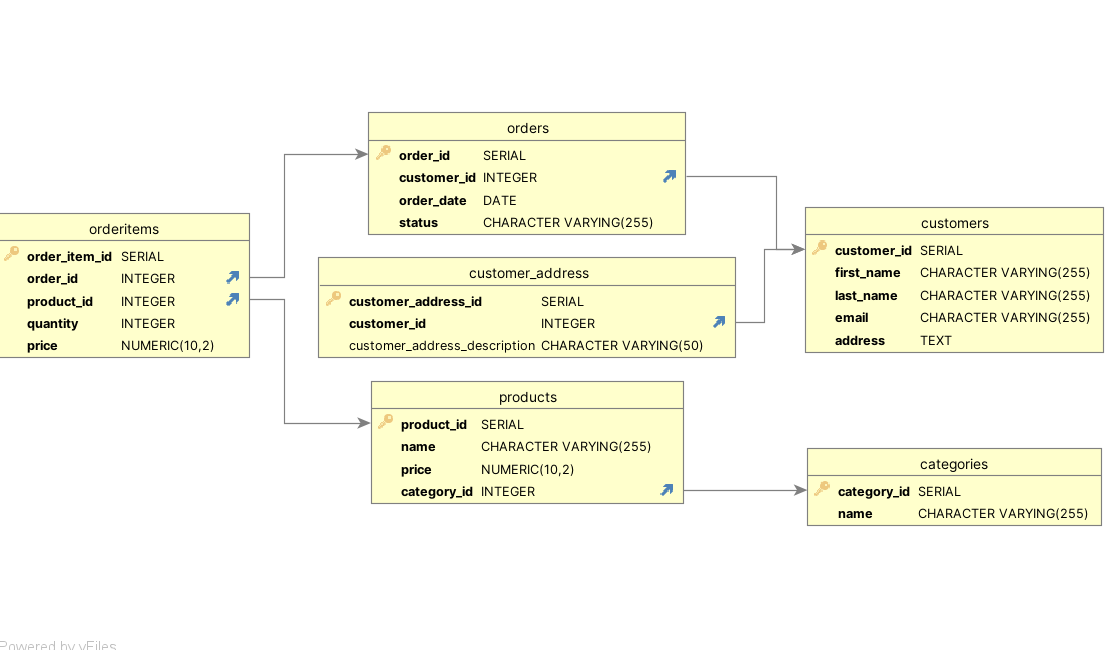 orders
order_id SERIAL
customer_id INTEGER
order_date DATE
status CHARACTER VARYING(255)
orderitems
order_item_id SERIAL
order_id INTEGER
product_id INTEGER
quantity INTEGER
price NUMERIC(10,2)
customer_address
customer_address_id SERIAL
customer_id INTEGER
customer_address_description CHARACTER VARYING(50)
customers
customer_id SERIAL
first_name CHARACTER VARYING(255)
last_name CHARACTER VARYING(255)
email CHARACTER VARYING(255)
address TEXT
products
product_id SERIAL
name CHARACTER VARYING(255)
price NUMERIC(10,2)
category_id INTEGER
categories
category_id SERIAL
name CHARACTER VARYING(255)
Powered by yFiles